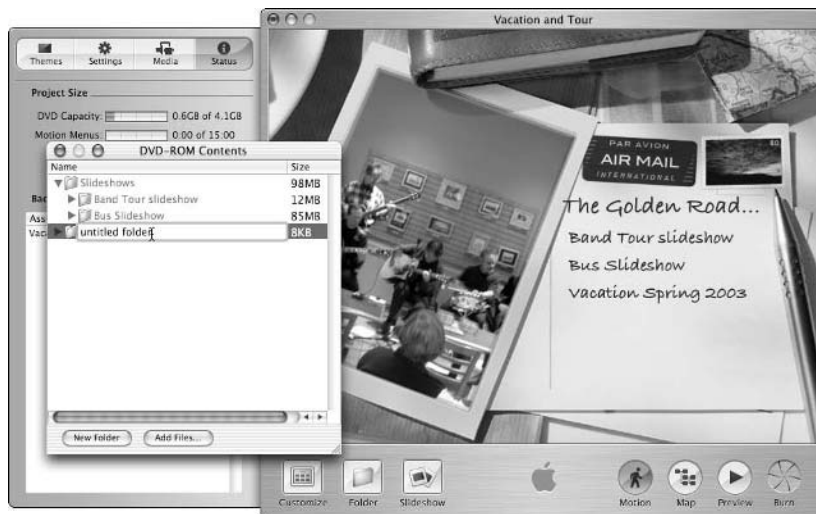 Vacation and Tour
Themes Settings Media Status
Project Size
DVD Capacity: 0.6GB of 4.1GB
Motion Menus: 0:00 of 15:00
DVD-ROM Contents
Name Size
Slideshows 98MB
Band Tour slideshow 12MB
Bus Slideshow 85MB
untitled folder 8KB
New Folder Add Files...
PAR AVION
AIR MAIL
INTERNATIONAL
The Golden Road...
Band Tour slideshow
Bus Slideshow
Vacation Spring 2003
Customize Folder Slideshow Motion Map Preview Burn